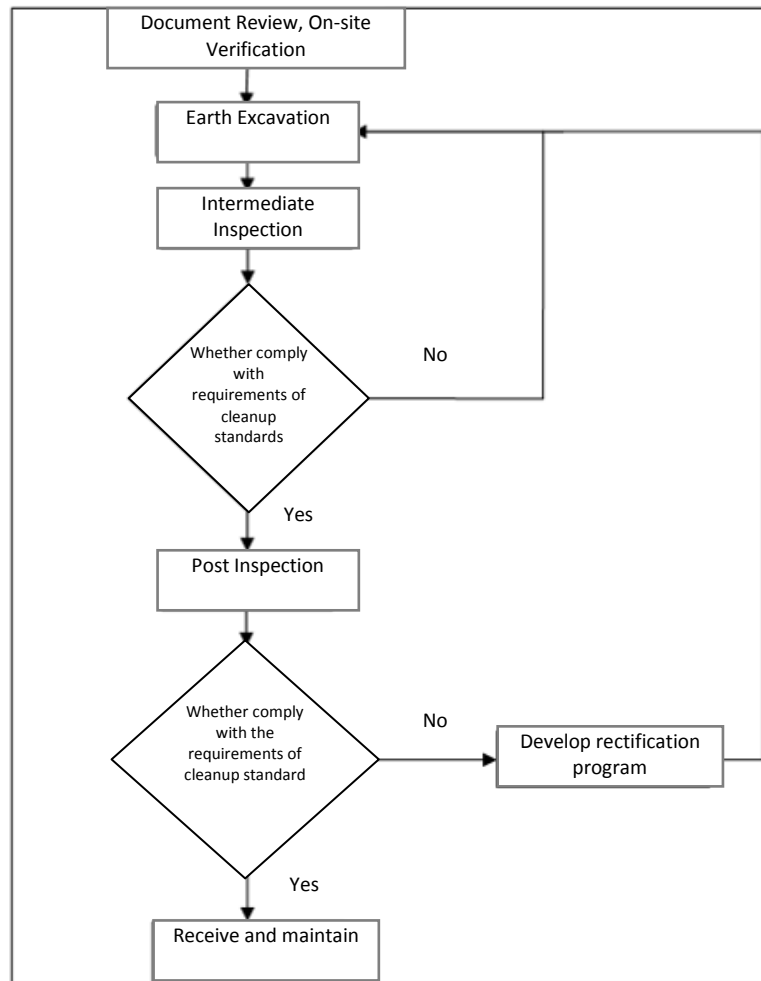 Document Review, On-site
Verification
Earth Excavation
Intermediate
Inspection
Whether comply
with
requirements of
cleanup
standards
No
Yes
Post Inspection
Whether comply
with the
requirements of
cleanup standard
No
Develop rectification
program
Yes
Receive and maintain